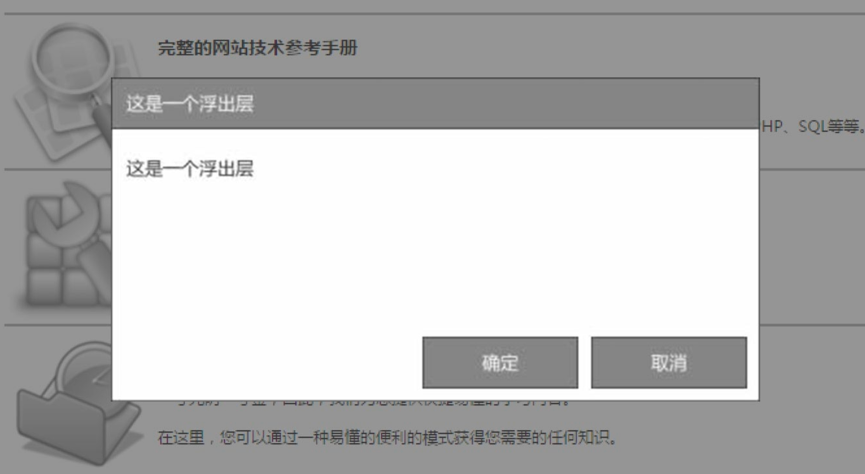 完整的网站技术参考手册
这是一个浮出层
HP、SQL等等。
这是一个浮出层
确定
取消
在这里，您可以通过一种易懂的便利的模式获得您需要的任何知识。